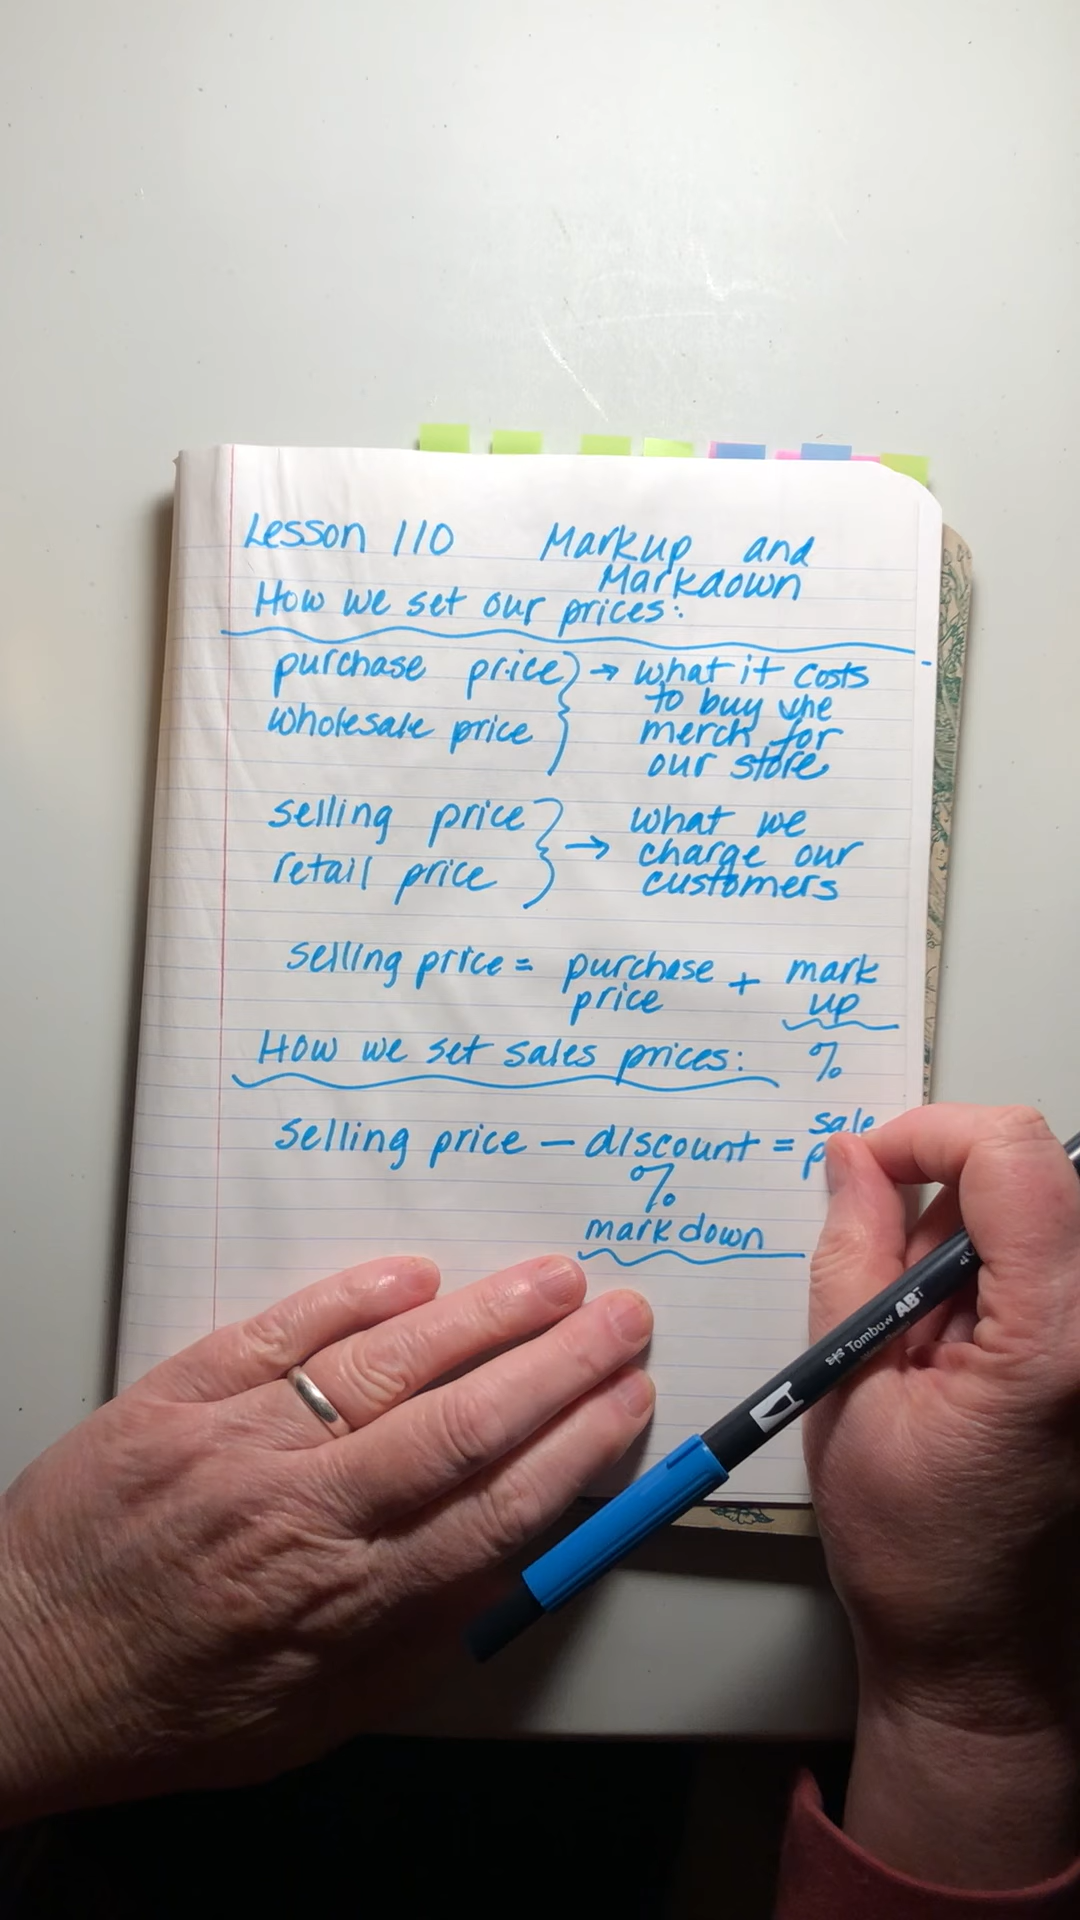 Lesson 110 Markup and
Markdown
How we set our prices:
purchase price } → what it costs
to buy the
wholesale price merch for
our store
selling price } → what we
charge our
retail price customers
selling price = purchase + mark
price up
How we set sales prices: %
selling price – discount = sale
%
markdown
Tombow ABT